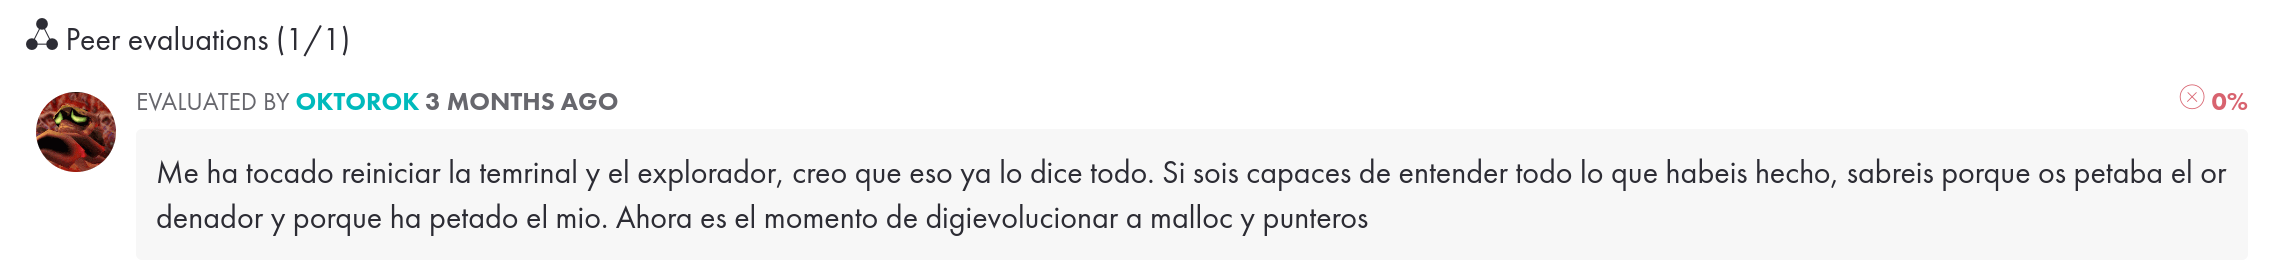 Peer evaluations (1/1)
EVALUATED BY OKTOROK 3 MONTHS AGO
0%
Me ha tocado reiniciar la temrinal y el explorador, creo que eso ya lo dice todo. Si sois capaces de entender todo lo que habeis hecho, sabreis porque os petaba el or
denador y porque ha petado el mio. Ahora es el momento de digievolucionar a malloc y punteros